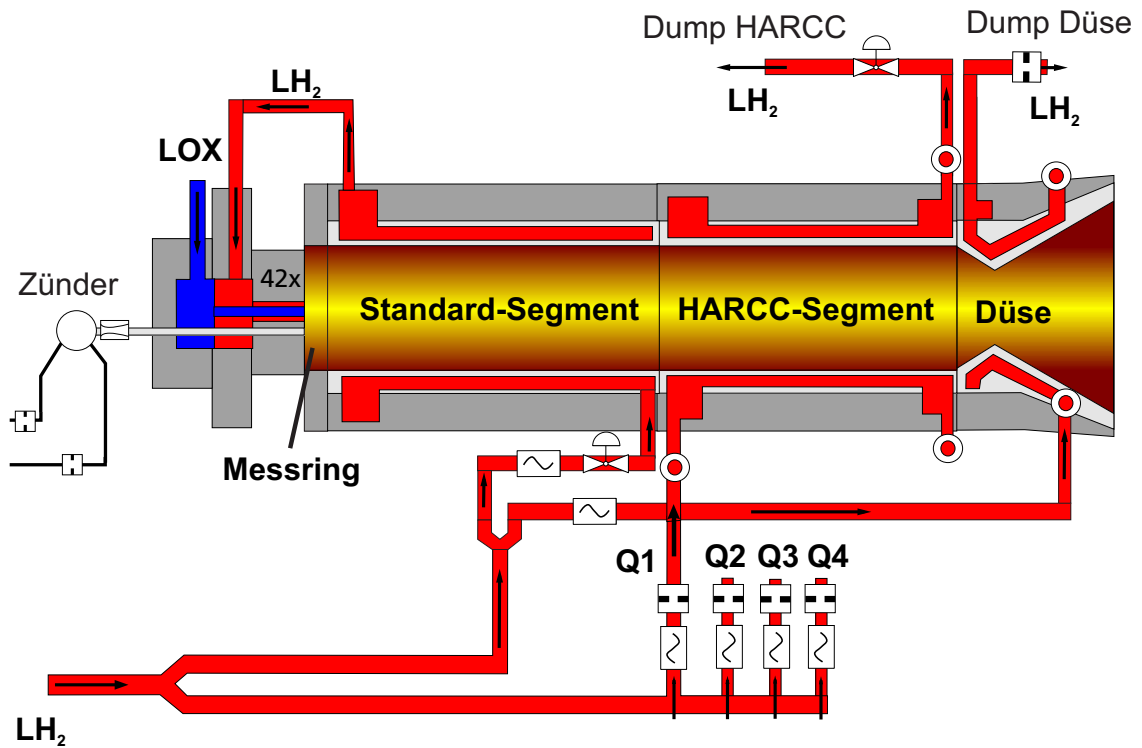 Dump HARCC
Dump Düse
LH₂
LH₂
LH₂
LOX
42x
Zünder
Standard-Segment
HARCC-Segment
Düse
Messring
Q1
Q2
Q3
Q4
LH₂